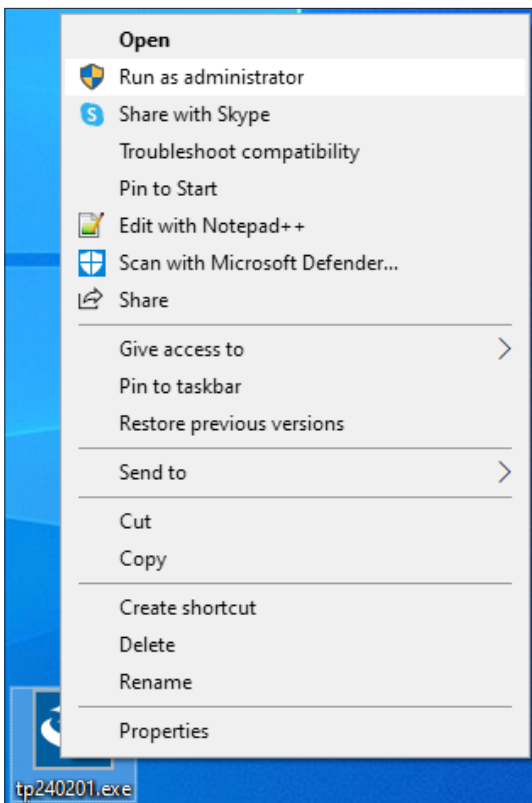 Open
Run as administrator
S
Share with Skype
Troubleshoot compatibility
Pin to Start
Edit with Notepad++
Scan with Microsoft Defender...
Share
Give access to
Pin to taskbar
Restore previous versions
Send to
Cut
Copy
Create shortcut
Delete
Rename
Properties
tp240201.exe